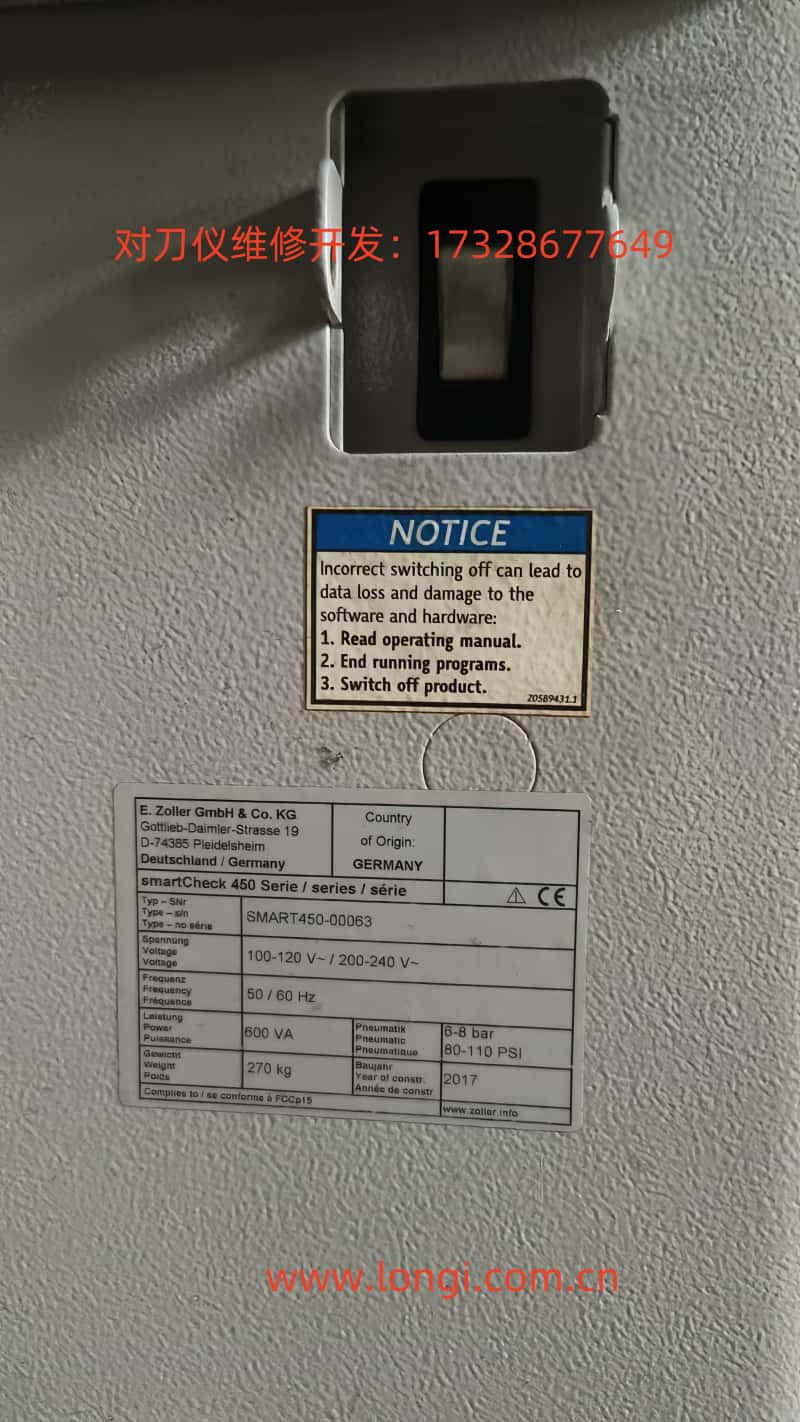 对刀仪维修开发：17328677649
NOTICE
Incorrect switching off can lead to
data loss and damage to the
software and hardware:
1. Read operating manual.
2. End running programs.
3. Switch off product.
Z05B9431.1
E. Zoller GmbH & Co. KG
Gottlieb-Daimler-Strasse 19
D-74385 Pleidelsheim
Deutschland / Germany
Country
of Origin:
GERMANY
smartCheck 450 Serie / series / série
CE
Typ – SNr
Type – s/n
Type – no série
SMART450-00063
Spannung
Voltage
Voltage
100-120 V~ / 200-240 V~
Frequenz
Frequency
Fréquence
50 / 60 Hz
Leistung
Power
Puissance
600 VA
Pneumatik
Pneumatic
Pneumatique
6-8 bar
80-110 PSI
Gewicht
Weight
Poids
270 kg
Baujahr
Year of constr.
Année de constr
2017
Complies to / se conforme à FCCp15
www.zoller.info
www.longi.com.cn